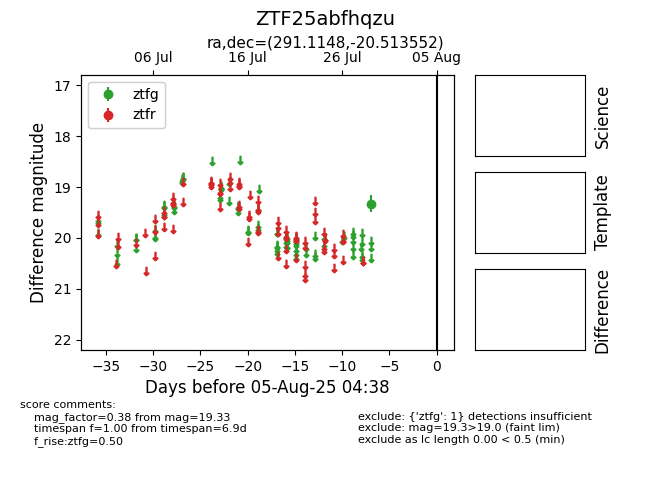 ZTF25abfhqzu
ra,dec=(291.1148,-20.513552)
06 Jul
16 Jul
26 Jul
05 Aug
ztfg
ztfr
17
18
19
20
21
22
Difference magnitude
−35
−30
−25
−20
−15
−10
−5
0
Days before 05-Aug-25 04:38
Science
Template
Difference
score comments:
mag_factor=0.38 from mag=19.33
timespan f=1.00 from timespan=6.9d
f_rise:ztfg=0.50
exclude: {'ztfg': 1} detections insufficient
exclude: mag=19.3>19.0 (faint lim)
exclude as lc length 0.00 < 0.5 (min)